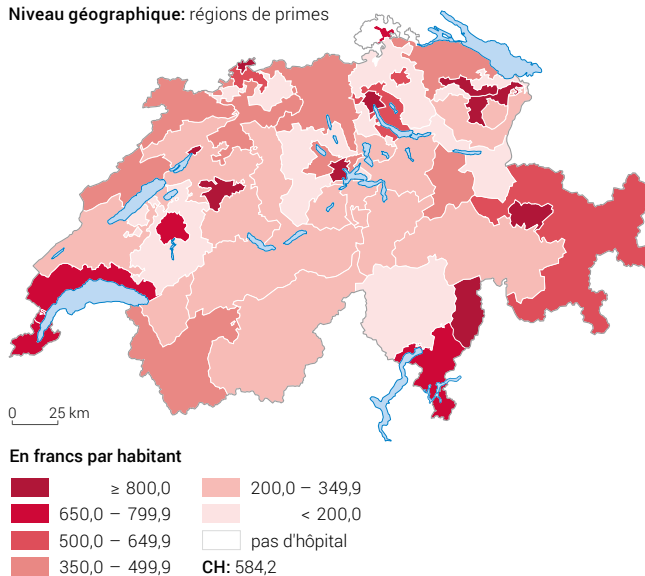 Niveau géographique: régions de primes
0 25 km
En francs par habitant
≥ 800,0
650,0 – 799,9
500,0 – 649,9
350,0 – 499,9
200,0 – 349,9
< 200,0
pas d'hôpital
CH: 584,2